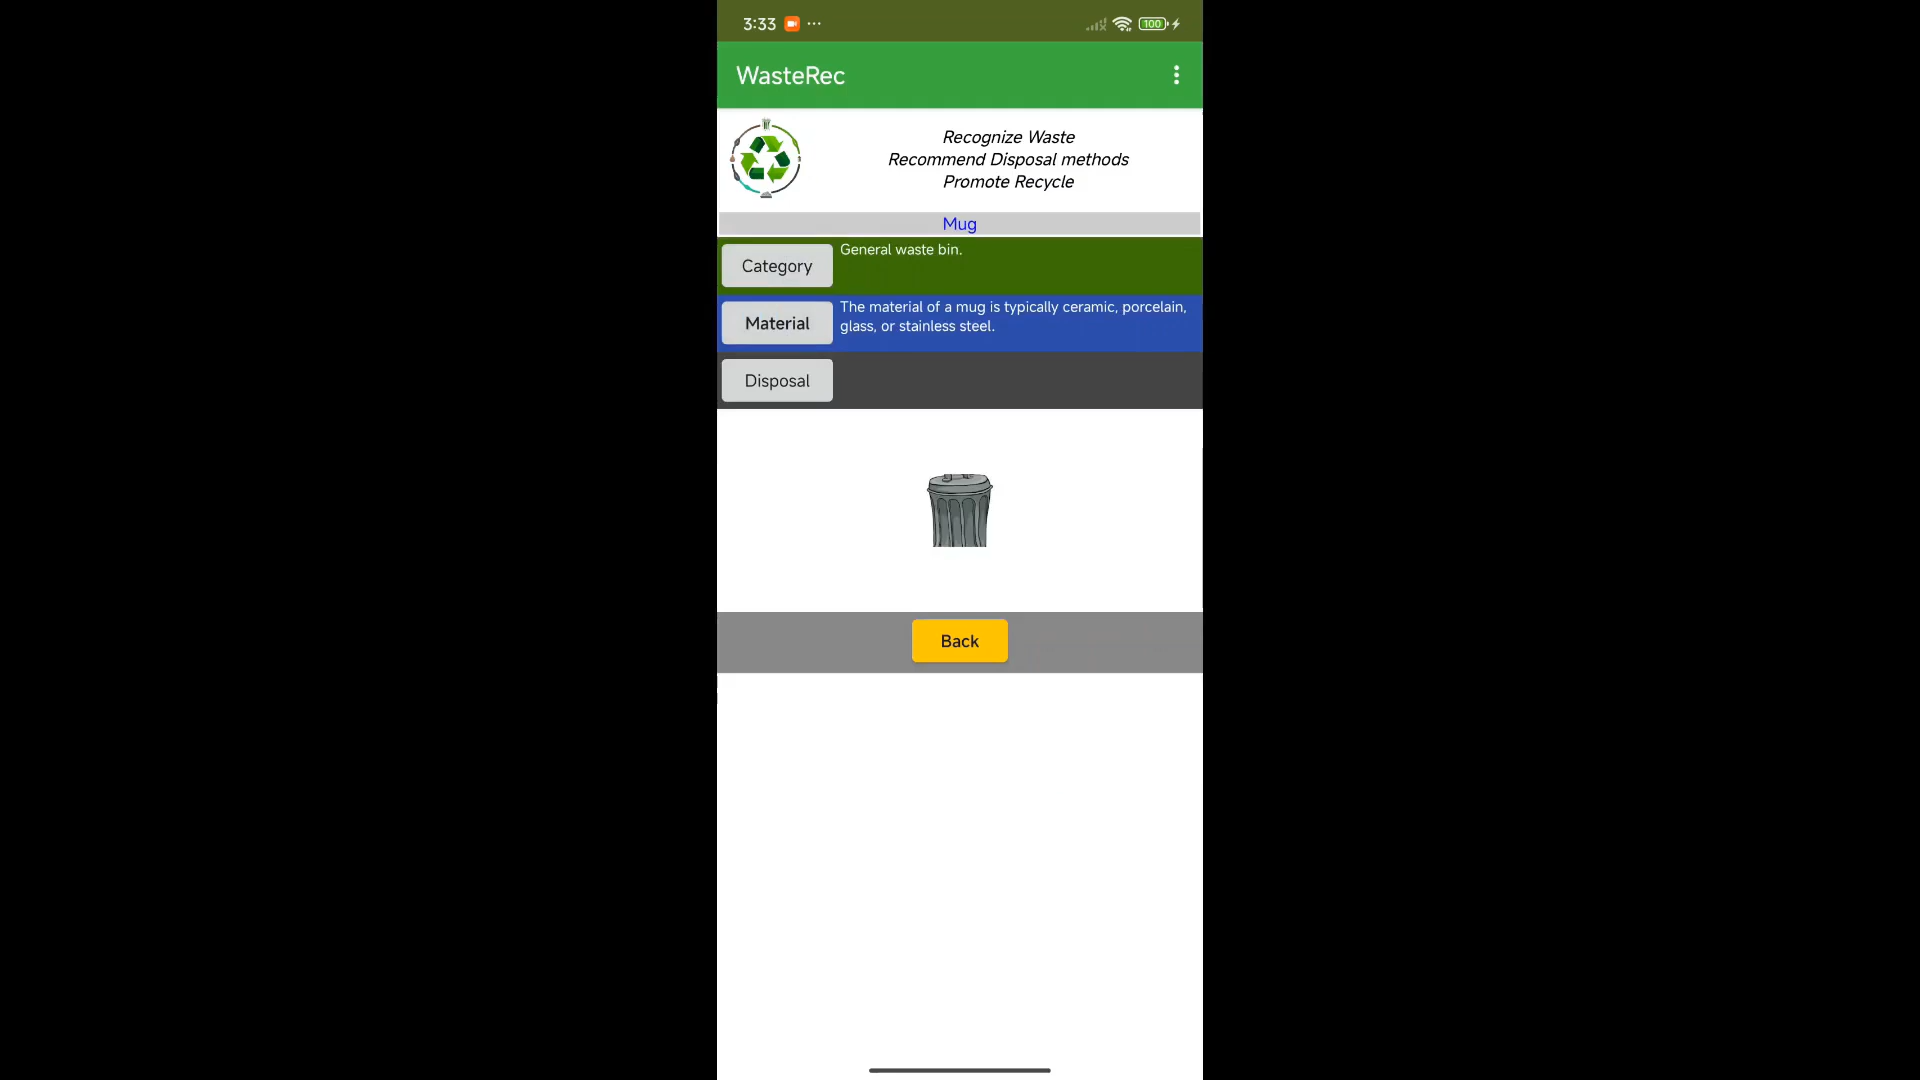 3:33
100
WasteRec
Recognize Waste
Recommend Disposal methods
Promote Recycle
Mug
Category
General waste bin.
Material
The material of a mug is typically ceramic, porcelain,
glass, or stainless steel.
Disposal
Back